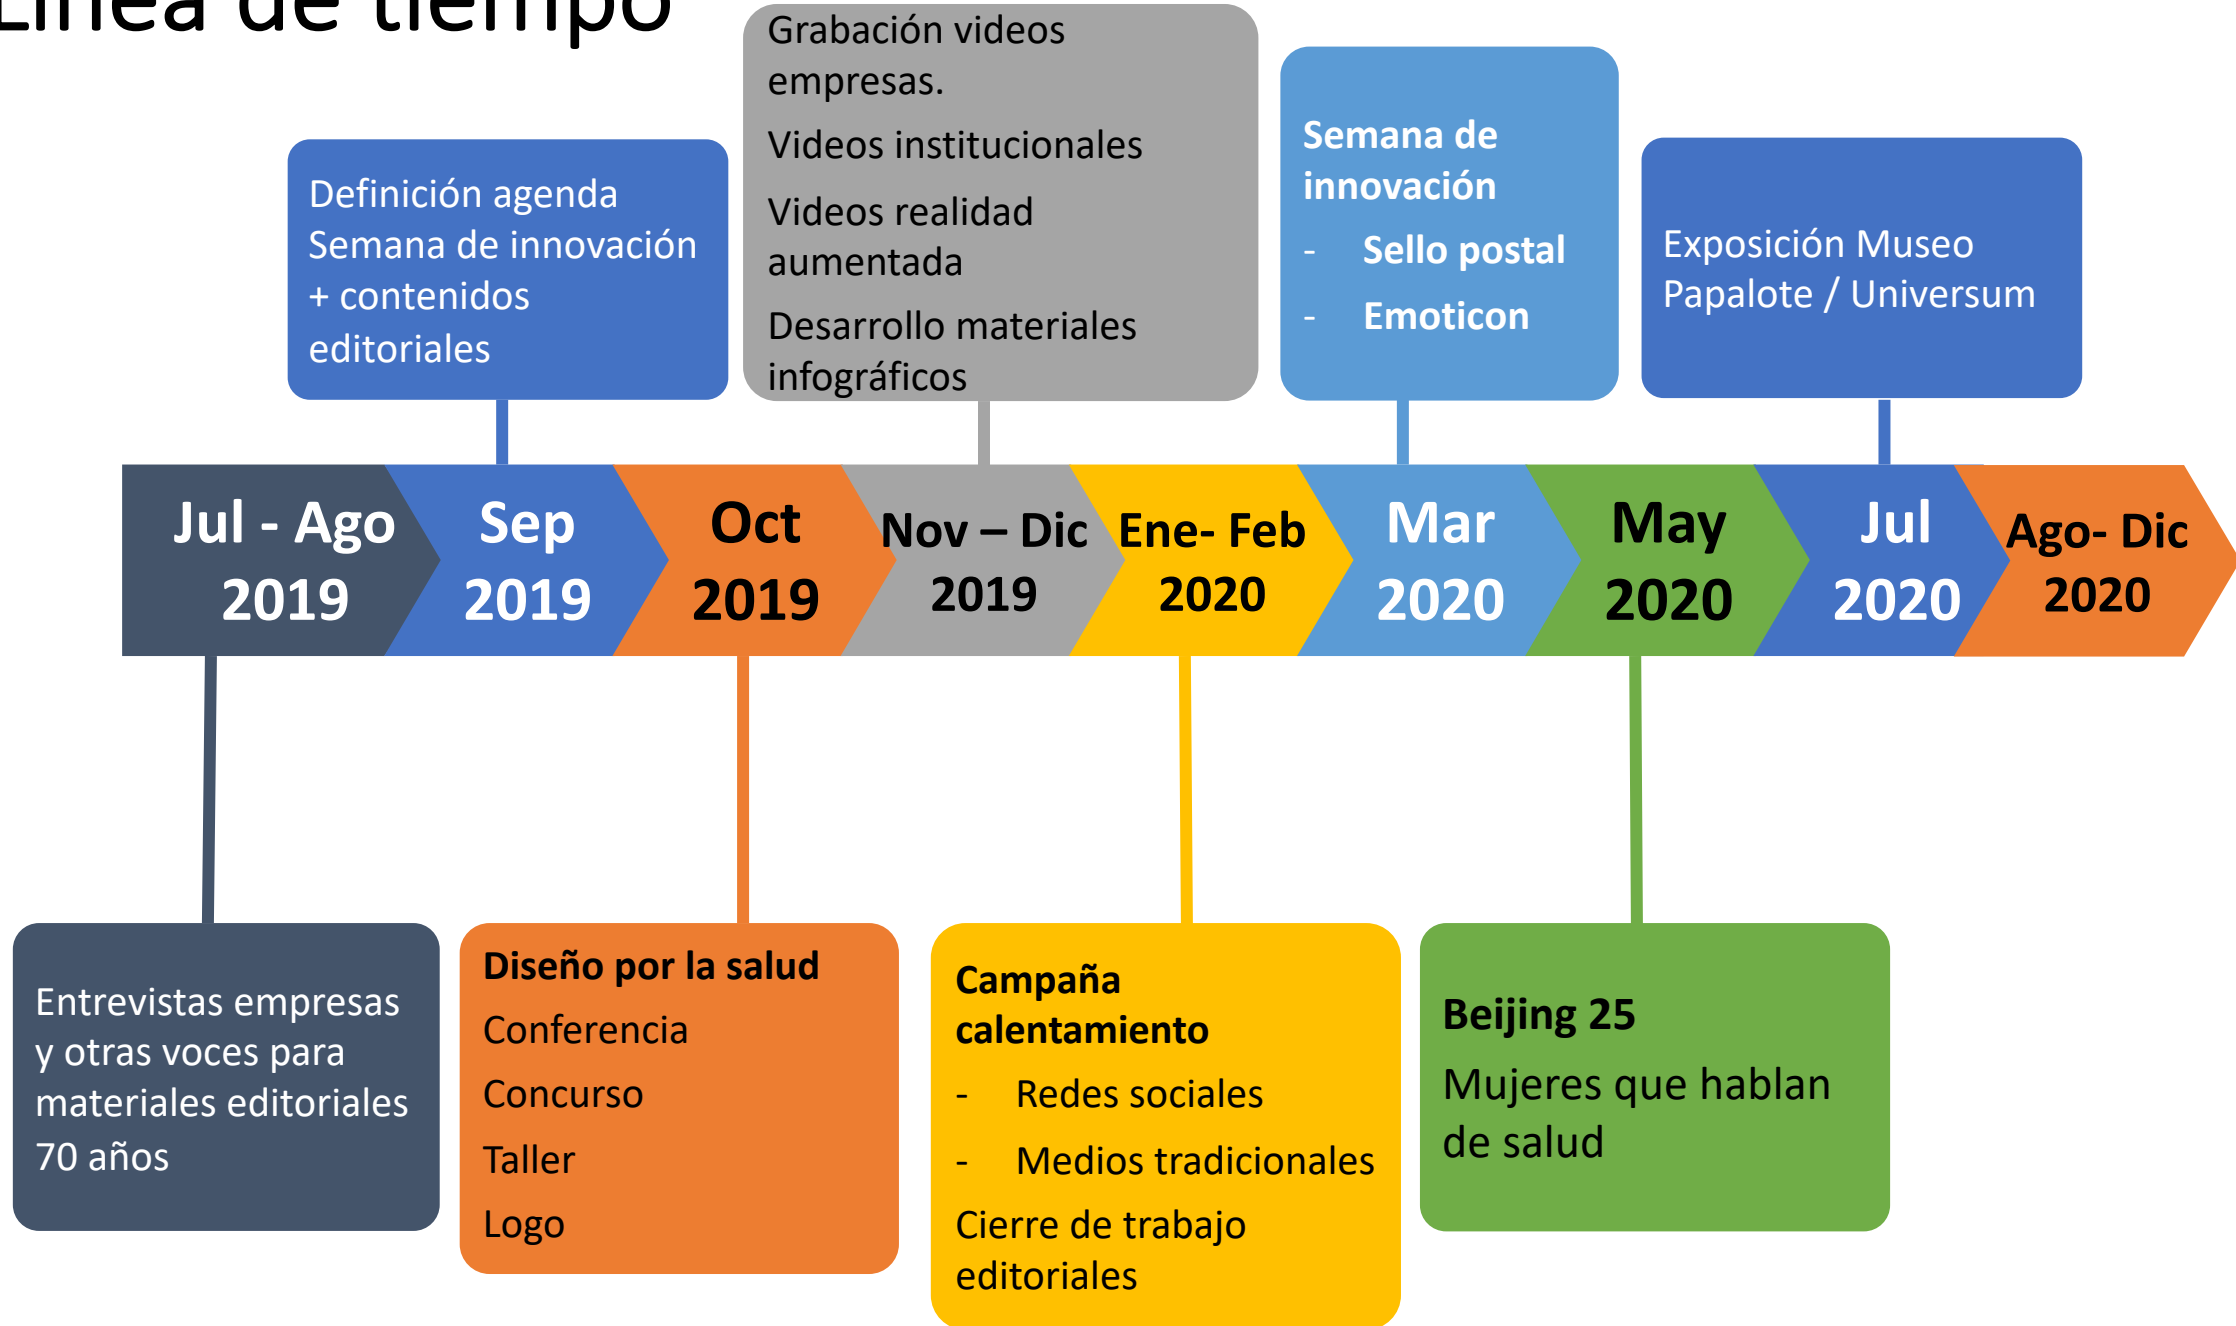 Línea de tiempo
Grabación videos
empresas.
Videos institucionales
Videos realidad
aumentada
Desarrollo materiales
infográficos
Semana de
innovación
- Sello postal
- Emoticon
Definición agenda
Semana de innovación
+ contenidos
editoriales
Exposición Museo
Papalote / Universum
Jul - Ago
2019
Sep
2019
Oct
2019
Nov – Dic
2019
Ene- Feb
2020
Mar
2020
May
2020
Jul
2020
Ago- Dic
2020
Entrevistas empresas
y otras voces para
materiales editoriales
70 años
Diseño por la salud
Conferencia
Concurso
Taller
Logo
Campaña
calentamiento
- Redes sociales
- Medios tradicionales
Cierre de trabajo
editoriales
Beijing 25
Mujeres que hablan
de salud